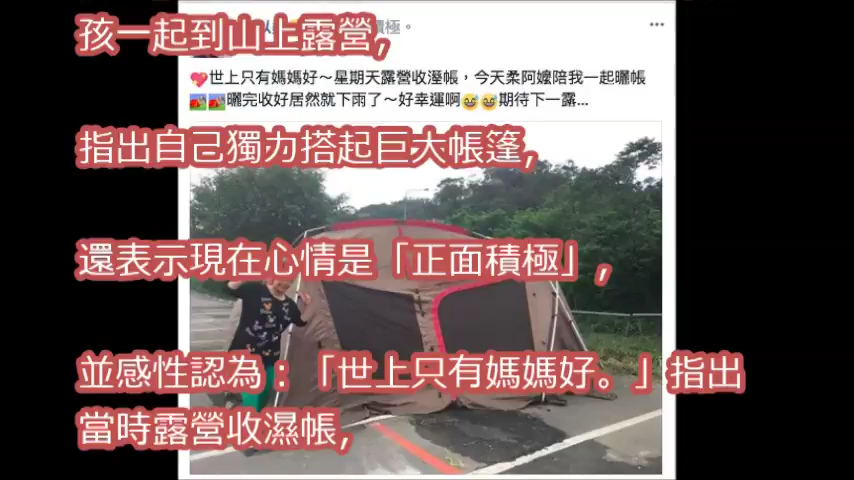 孩一起到山上露營,
積極。
💖世上只有媽媽好～星期天露營收溼帳，今天柔阿嬤陪我一起曬帳
🏕️🏕️曬完收好居然就下雨了～好幸運啊😅😅期待下一露...
指出自己獨力搭起巨大帳篷,
還表示現在心情是「正面積極」,
並感性認為：「世上只有媽媽好。」指出
當時露營收濕帳,